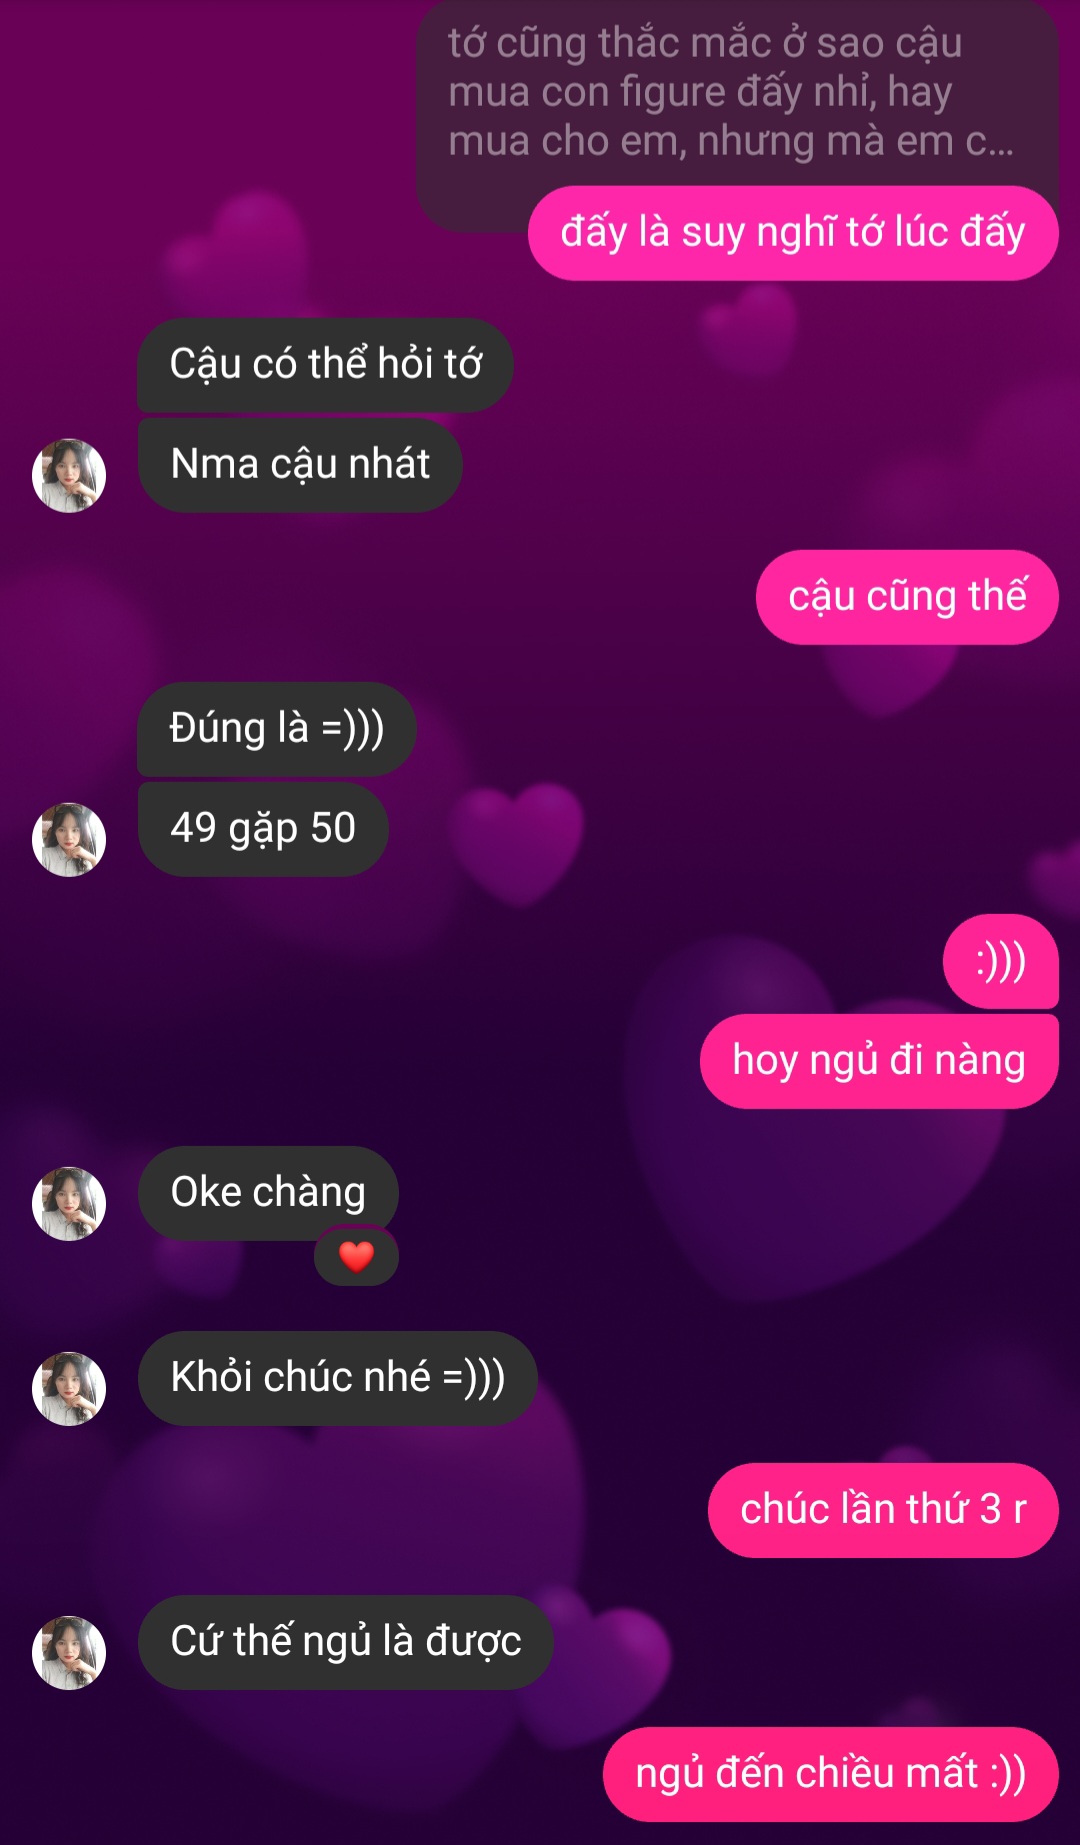 tớ cũng thắc mắc ở sao cậu
mua con figure đấy nhỉ, hay
mua cho em, nhưng mà em c...
đấy là suy nghĩ tớ lúc đấy
Cậu có thể hỏi tớ
Nma cậu nhát
cậu cũng thế
Đúng là =)))
49 gặp 50
:)))
hoy ngủ đi nàng
Oke chàng
Khỏi chúc nhé =)))
chúc lần thứ 3 r
Cứ thế ngủ là được
ngủ đến chiều mất :))